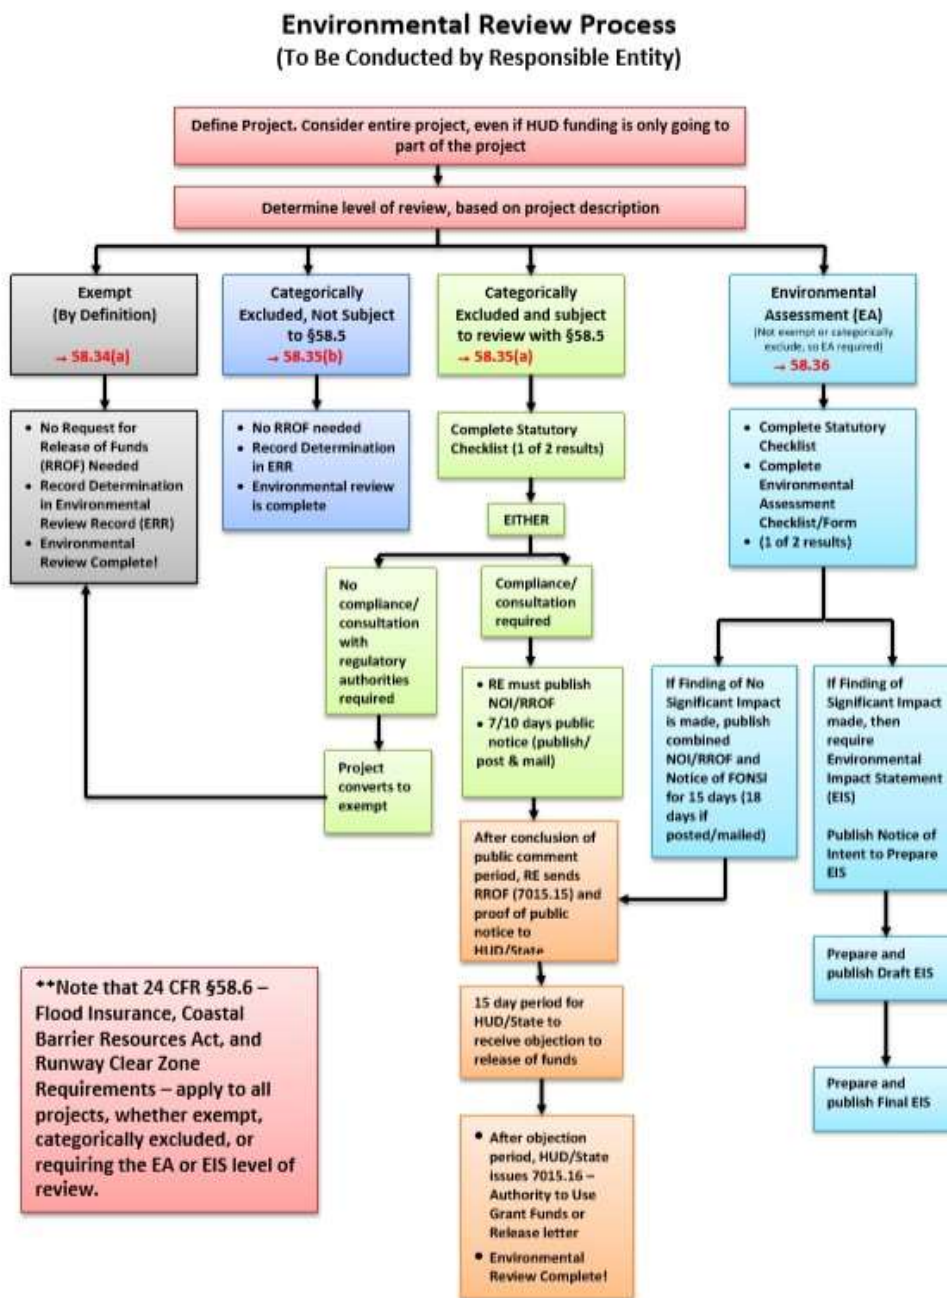 Environmental Review Process
(To Be Conducted by Responsible Entity)
Define Project. Consider entire project, even if HUD funding is only going to
part of the project
Determine level of review, based on project description
Exempt
(By Definition)
→ 58.34(a)
Categorically
Excluded, Not Subject
to §58.5
→ 58.35(b)
Categorically
Excluded and subject
to review with §58.5
→ 58.35(a)
Environmental
Assessment (EA)
(Not exempt or categorically
exclude, so EA required)
→ 58.36
• No Request for
Release of Funds
(RROF) Needed
• Record Determination
in Environmental
Review Record (ERR)
• Environmental
Review Complete!
• No RROF needed
• Record Determination
in ERR
• Environmental review
is complete
Complete Statutory
Checklist (1 of 2 results)
• Complete Statutory
Checklist
• Complete
Environmental
Assessment
Checklist/Form
• (1 of 2 results)
EITHER
No
compliance/
consultation
with
regulatory
authorities
required
Compliance/
consultation
required
Project
converts to
exempt
• RE must publish
NOI/RROF
• 7/10 days public
notice (publish/
post & mail)
If Finding of No
Significant Impact
is made, publish
combined
NOI/RROF and
Notice of FONSI
for 15 days (18
days if
posted/mailed)
If Finding of
Significant Impact
made, then
require
Environmental
Impact Statement
(EIS)
Publish Notice of
Intent to Prepare
EIS
After conclusion of
public comment
period, RE sends
RROF (7015.15) and
proof of public
notice to
HUD/State
Prepare and
publish Draft EIS
15 day period for
HUD/State to
receive objection to
release of funds
Prepare and
publish Final EIS
• After objection
period, HUD/State
issues 7015.16 –
Authority to Use
Grant Funds or
Release letter
• Environmental
Review Complete!
**Note that 24 CFR §58.6 –
Flood Insurance, Coastal
Barrier Resources Act, and
Runway Clear Zone
Requirements – apply to all
projects, whether exempt,
categorically excluded, or
requiring the EA or EIS level of
review.